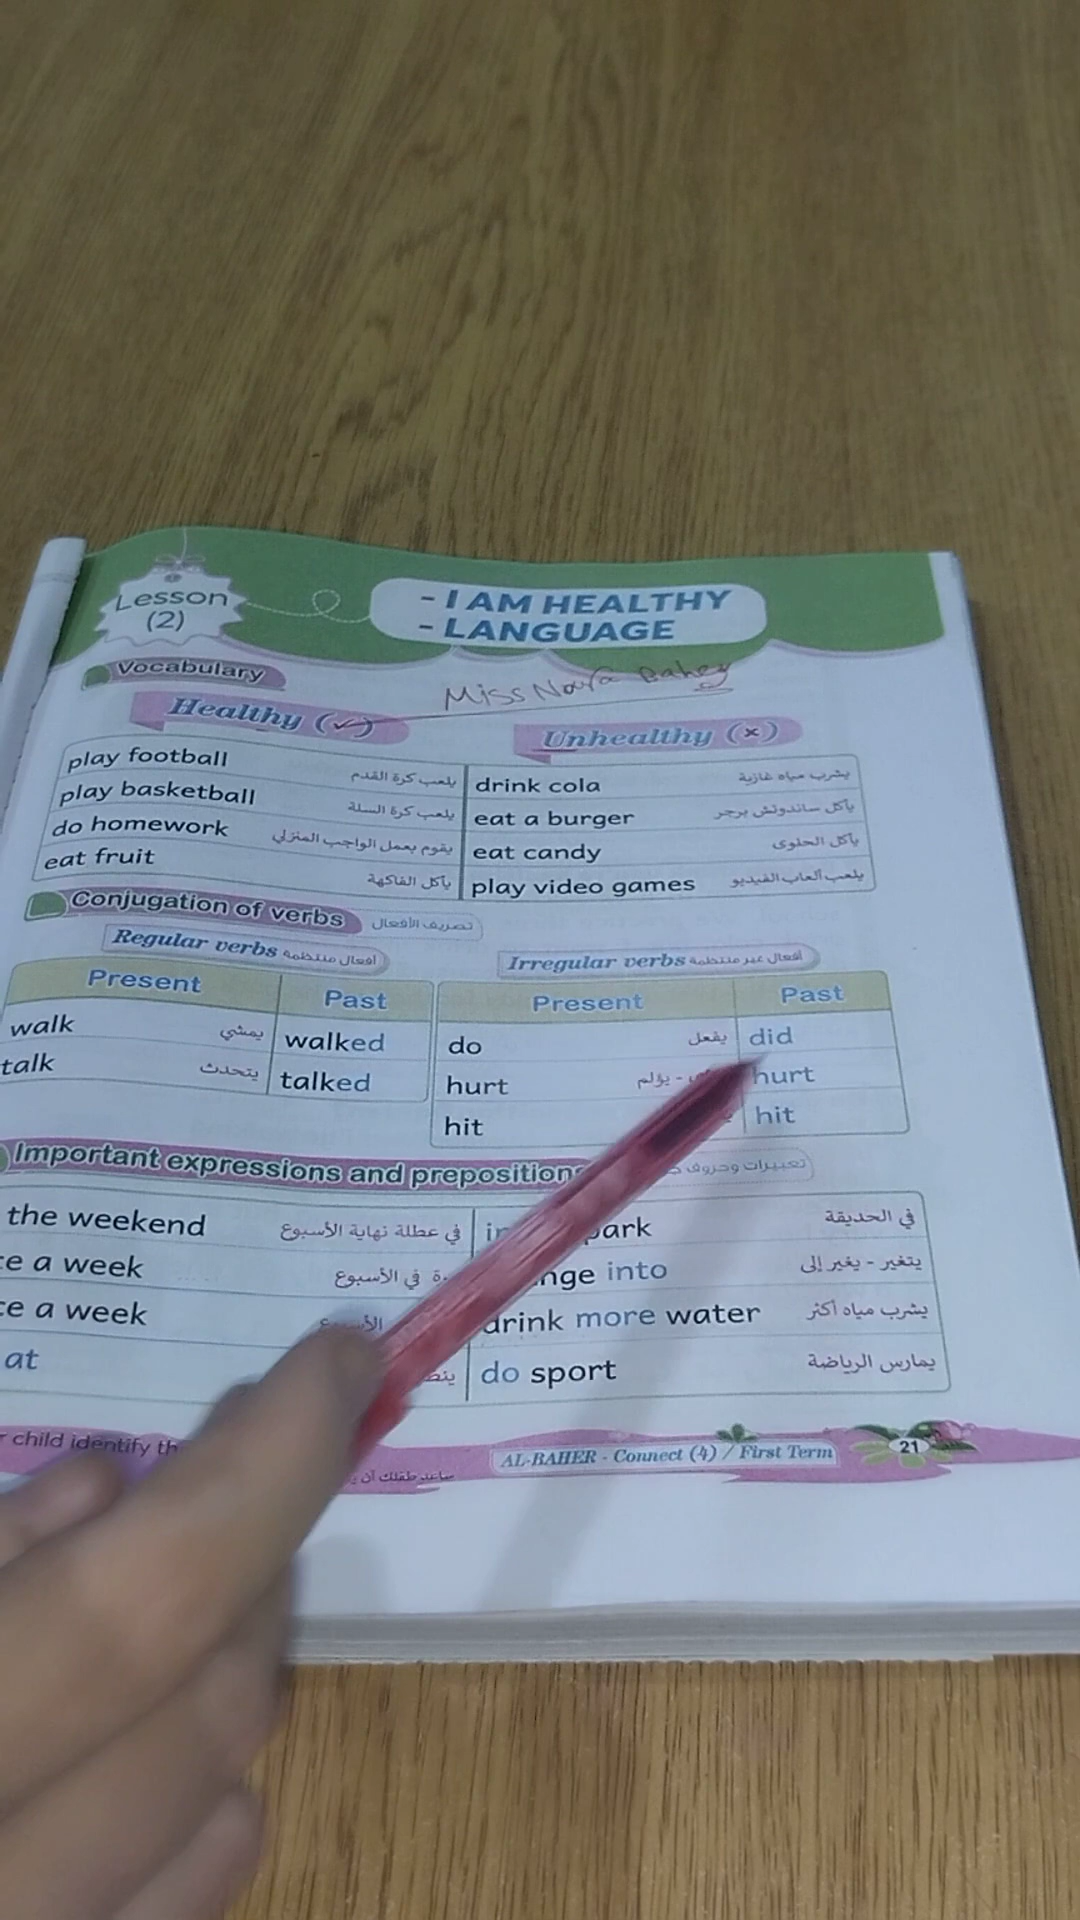 Lesson
(2)
- I AM HEALTHY
- LANGUAGE
Vocabulary
Miss Nora Baher
Healthy (✓)
Unhealthy (×)
play football يلعب كرة القدم
drink cola يشرب مياه غازية
play basketball يلعب كرة السلة
eat a burger يأكل ساندوتش برجر
do homework يقوم بعمل الواجب المنزلي
eat candy يأكل الحلوى
eat fruit يأكل الفاكهة
play video games يلعب ألعاب الفيديو
Conjugation of verbs تصريف الأفعال
Regular verbs أفعال منتظمة
Present Past
walk يمشي walked
talk يتحدث talked
Irregular verbs أفعال غير منتظمة
Present Past
do يفعل did
hurt يؤلم - hurt
hit hit
Important expressions and prepositions تعبيرات وحروف
the weekend في عطلة نهاية الأسبوع
park في الحديقة
a week في الأسبوع
into يتغير - يغير إلى
a week
drink more water يشرب مياه أكثر
at
do sport يمارس الرياضة
child identify
ساعد طفلك أن
AL-BAHER - Connect (4) / First Term
21